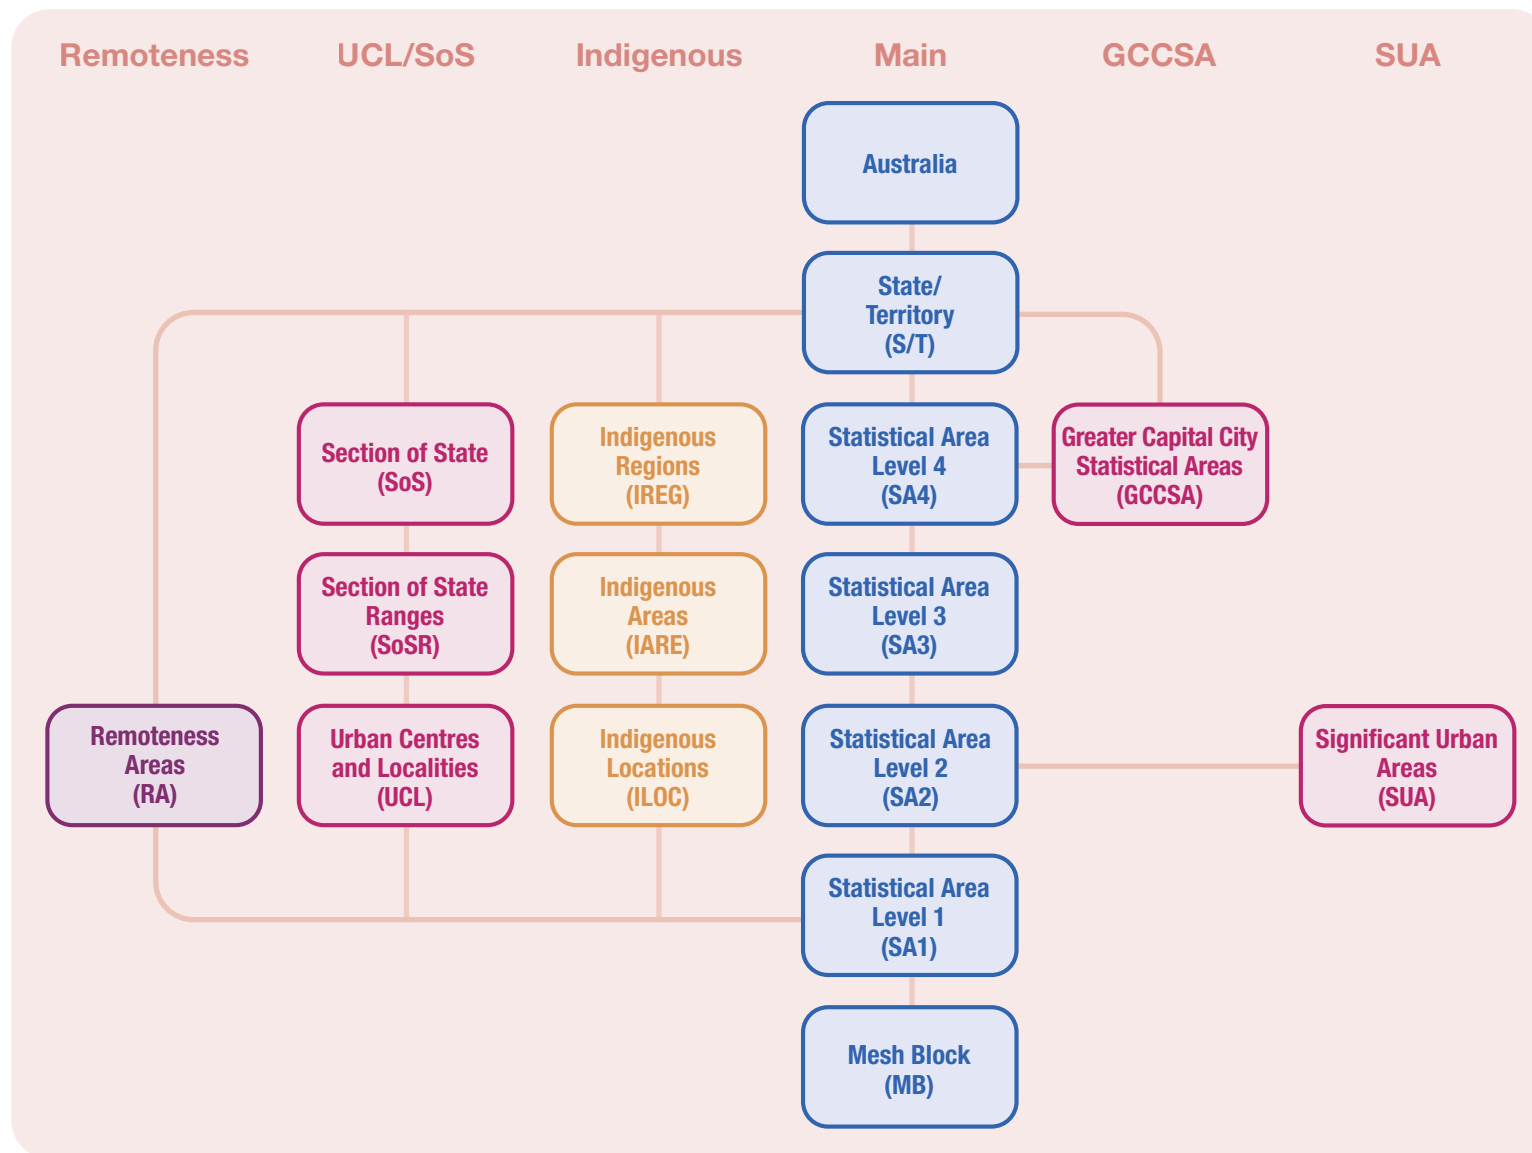 Remoteness
UCL/SoS
Indigenous
Main
GCCSA
SUA
Australia
State/
Territory
(S/T)
Section of State
(SoS)
Indigenous
Regions
(IREG)
Statistical Area
Level 4
(SA4)
Greater Capital City
Statistical Areas
(GCCSA)
Section of State
Ranges
(SoSR)
Indigenous
Areas
(IARE)
Statistical Area
Level 3
(SA3)
Remoteness
Areas
(RA)
Urban Centres
and Localities
(UCL)
Indigenous
Locations
(ILOC)
Statistical Area
Level 2
(SA2)
Significant Urban
Areas
(SUA)
Statistical Area
Level 1
(SA1)
Mesh Block
(MB)